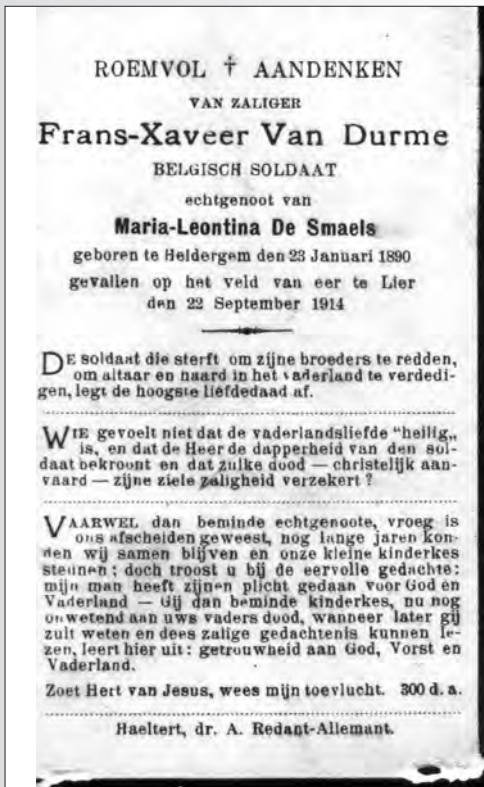 ROEMVOL † AANDENKEN
VAN ZALIGER
Frans-Xaveer Van Durme
BELGISCH SOLDAAT
echtgenoot van
Maria-Leontina De Smaels
geboren te Heldergem den 23 Januari 1890
gevallen op het veld van eer te Lier
den 22 September 1914
DE soldaat die sterft om zijne broeders te redden,
om altaar en haard in het vaderland te verdedi-
gen, legt de hoogste liefdedaad af.
WIE gevoelt niet dat de vaderlandsliefde "heilig„
is, en dat de Heer de dapperheid van den sol-
daat bekroont en dat zulke dood — christelijk aan-
vaard — zijne ziele zaligheid verzekert ?
VAARWEL dan beminde echtgenoote, vroeg is
ons afscheiden geweest, nog lange jaren kon-
den wij samen blijven en onze kleine kinderkes
steunen ; doch troost u bij de eervolle gedachte :
mijn man heeft zijnen plicht gedaan voor God en
Vaderland — Gij dan beminde kinderkes, nu nog
onwetend aan uws vaders dood, wanneer later gij
zult weten en dees zalige gedachtenis kunnen le-
zen, leert hier uit : getrouwheid aan God, Vorst en
Vaderland.
Zoet Hert van Jesus, wees mijn toevlucht. 300 d. a.
Haeltert, dr. A. Redant-Allemant.